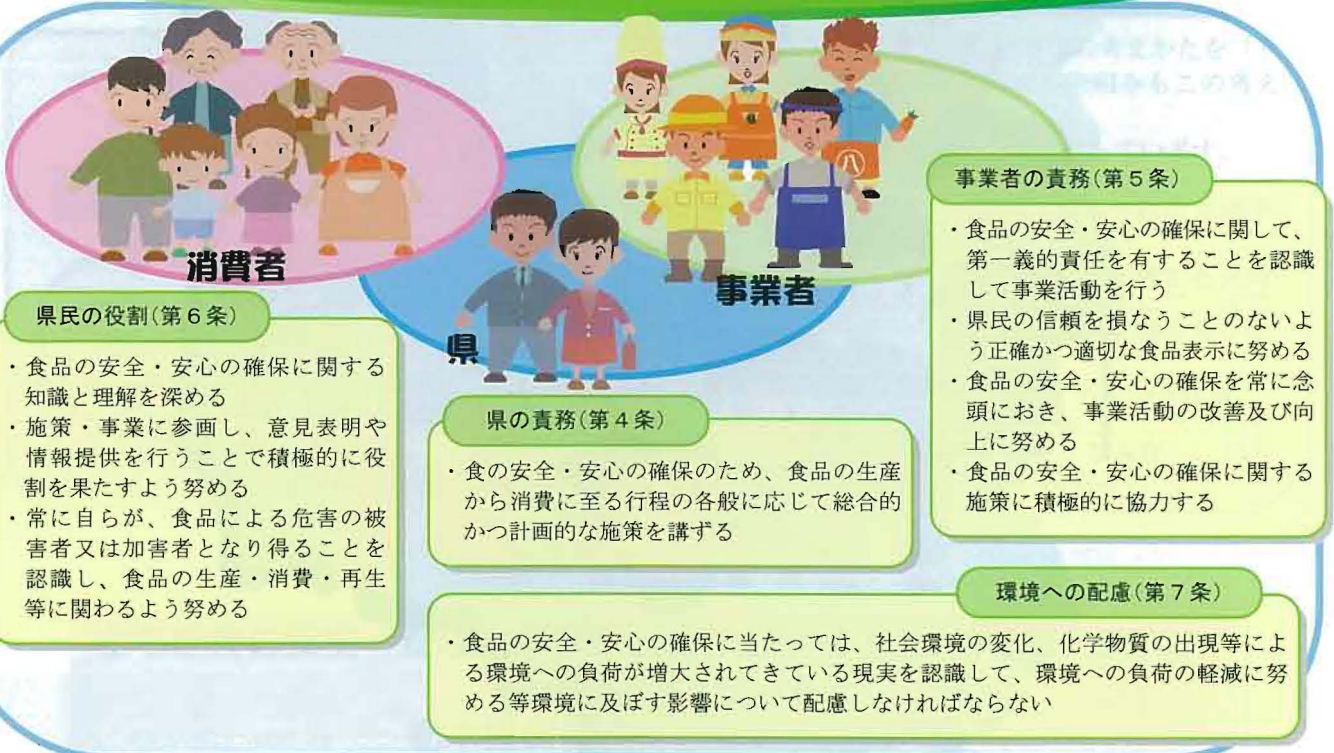 消費者
県
事業者
八
県民の役割(第6条)
・食品の安全・安心の確保に関する
知識と理解を深める
・施策・事業に参画し、意見表明や
情報提供を行うことで積極的に役
割を果たすよう努める
・常に自らが、食品による危害の被
害者又は加害者となり得ることを
認識し、食品の生産・消費・再生
等に関わるよう努める
県の責務(第4条)
・食の安全・安心の確保のため、食品の生産
から消費に至る行程の各般に応じて総合的
かつ計画的な施策を講ずる
事業者の責務(第5条)
・食品の安全・安心の確保に関して、
第一義的責任を有することを認識
して事業活動を行う
・県民の信頼を損なうことのないよ
う正確かつ適切な食品表示に努める
・食品の安全・安心の確保を常に念
頭におき、事業活動の改善及び向
上に努める
・食品の安全・安心の確保に関する
施策に積極的に協力する
環境への配慮(第7条)
・食品の安全・安心の確保に当たっては、社会環境の変化、化学物質の出現等によ
る環境への負荷が増大されてきている現実を認識して、環境への負荷の軽減に努
める等環境に及ぼす影響について配慮しなければならない